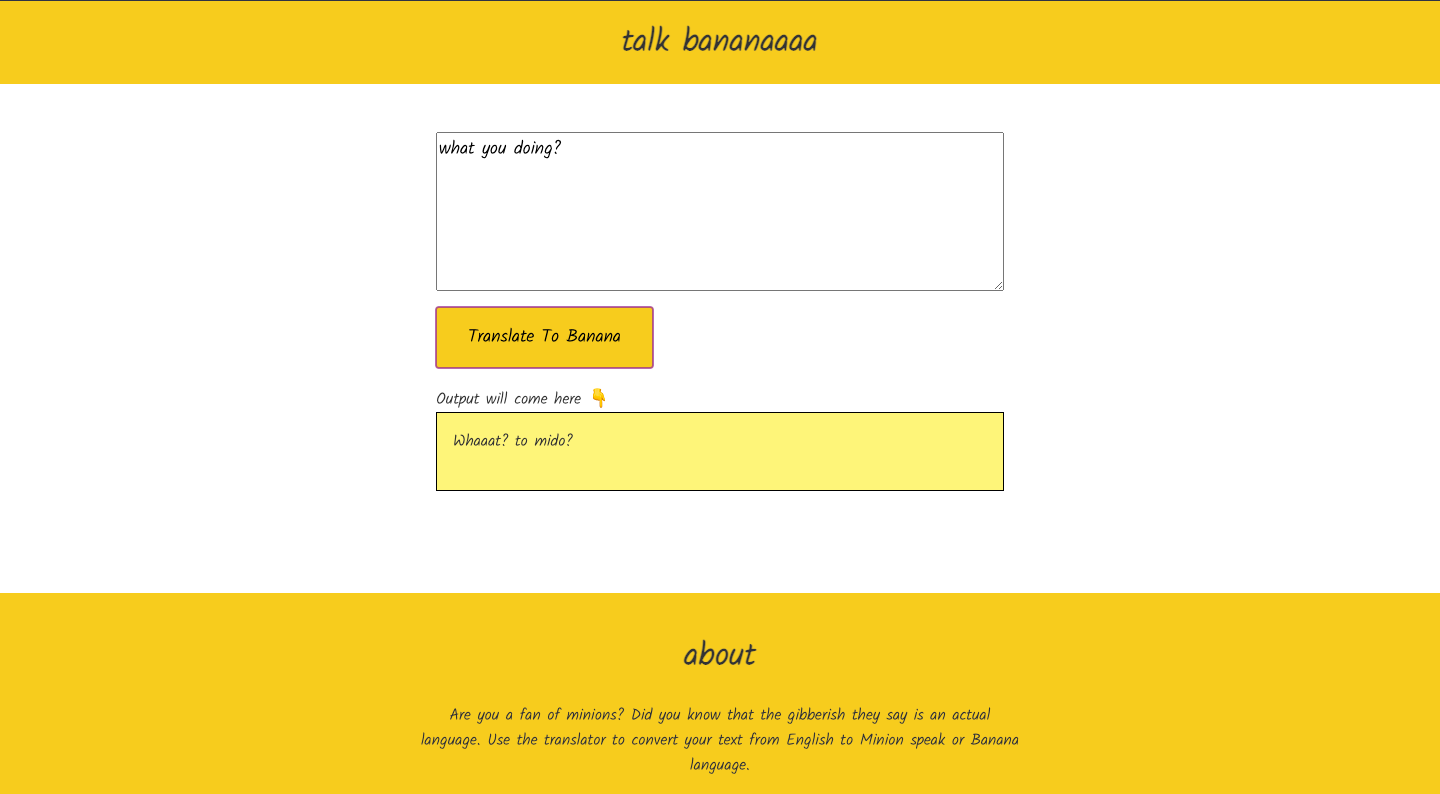 talk bananaaaa
what you doing?
Translate To Banana
Output will come here 👇
Whaaat? to mido?
about
Are you a fan of minions? Did you know that the gibberish they say is an actual
language. Use the translator to convert your text from English to Minion speak or Banana
language.